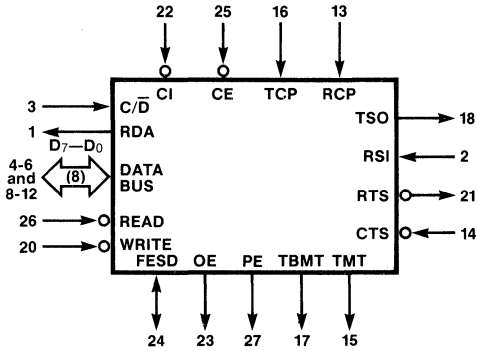 22 25 16 13
CI CE TCP RCP
3 C/D̅
1 RDA
TSO 18
D₇—D₀
4-6
and
8-12
(8)
DATA
BUS
RSI 2
RTS 21
26 READ
20 WRITE
CTS 14
FESD OE PE TBMT TMT
24 23 27 17 15